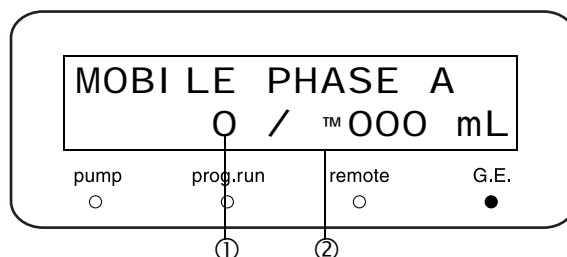 MOBILE PHASE A
0 / ™000 mL
pump prog.run remote G.E.
① ②